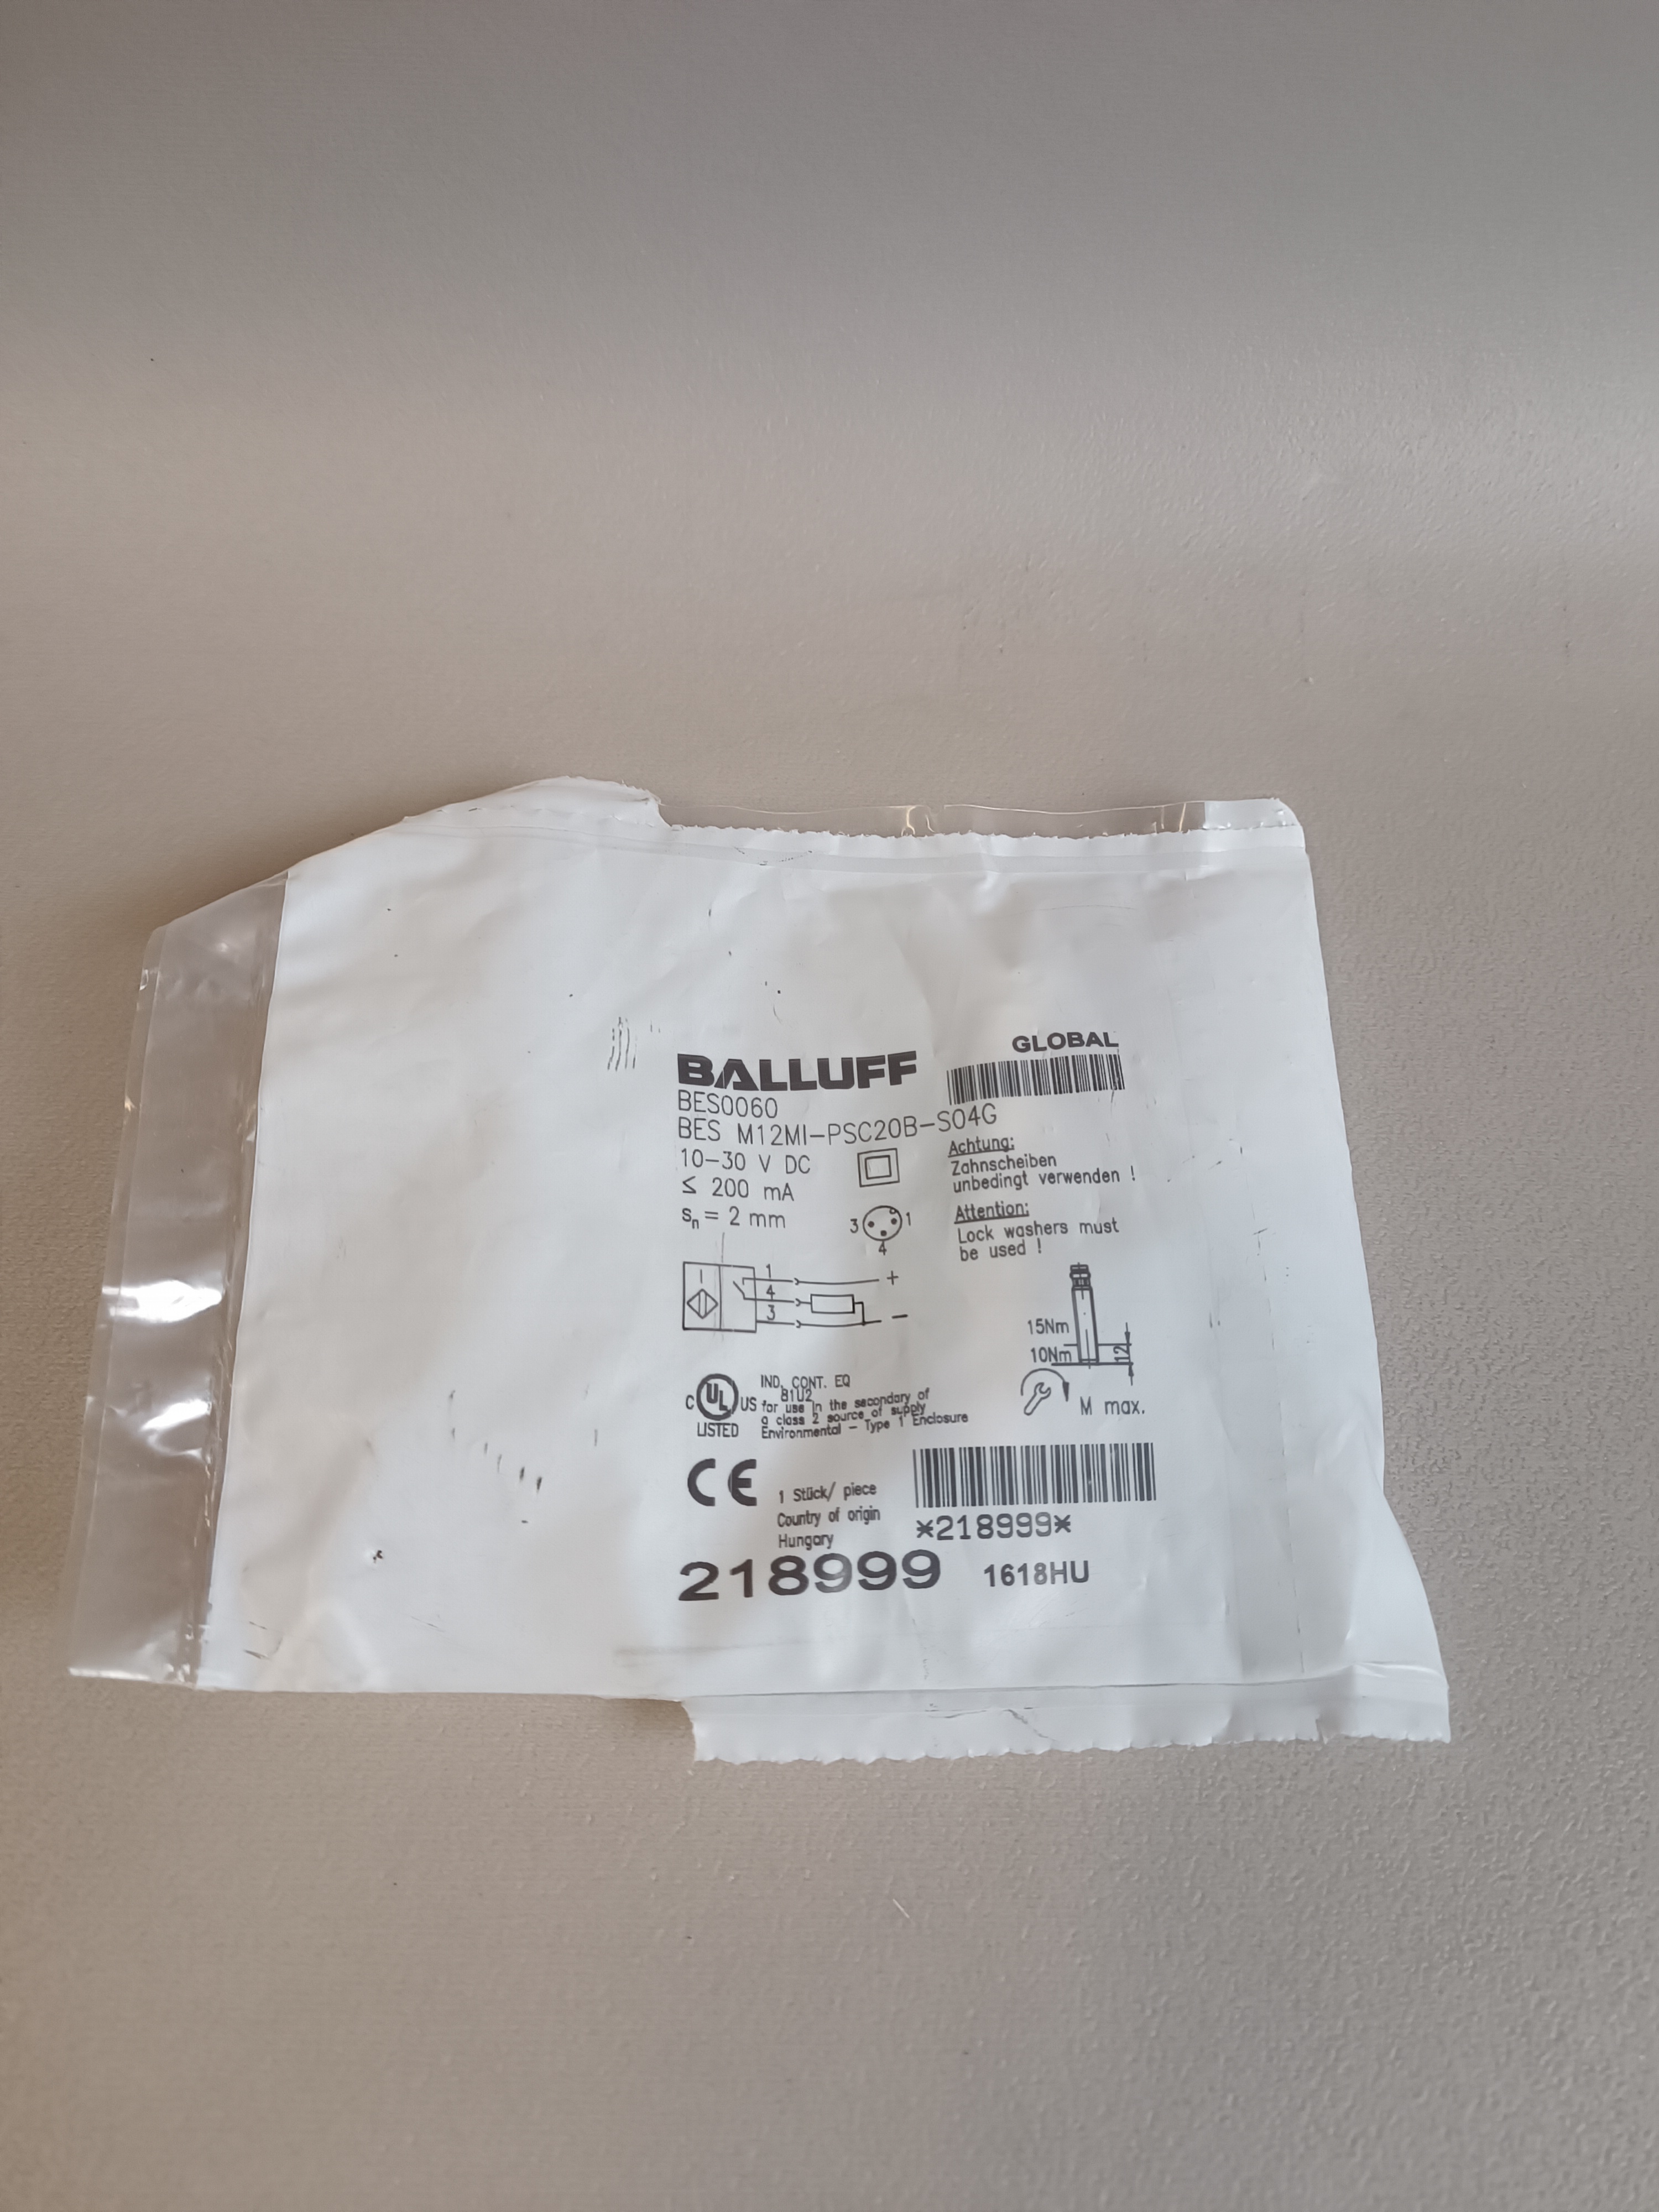 BALLUFF
GLOBAL
BES0060
BES M12MI-PSC20B-S04G
10-30 V DC
≤ 200 mA
sn = 2 mm
3 1
4
Achtung:
Zahnscheiben
unbedingt verwenden !
Attention:
Lock washers must
be used !
1 +
4
3 -
15Nm
10Nm
12
M max.
C UL US
LISTED
IND. CONT. EQ
81U2
for use in the secondary of
a class 2 source of supply
Environmental - Type 1 Enclosure
CE
1 Stück/ piece
Country of origin
Hungary
*218999*
218999
1618HU